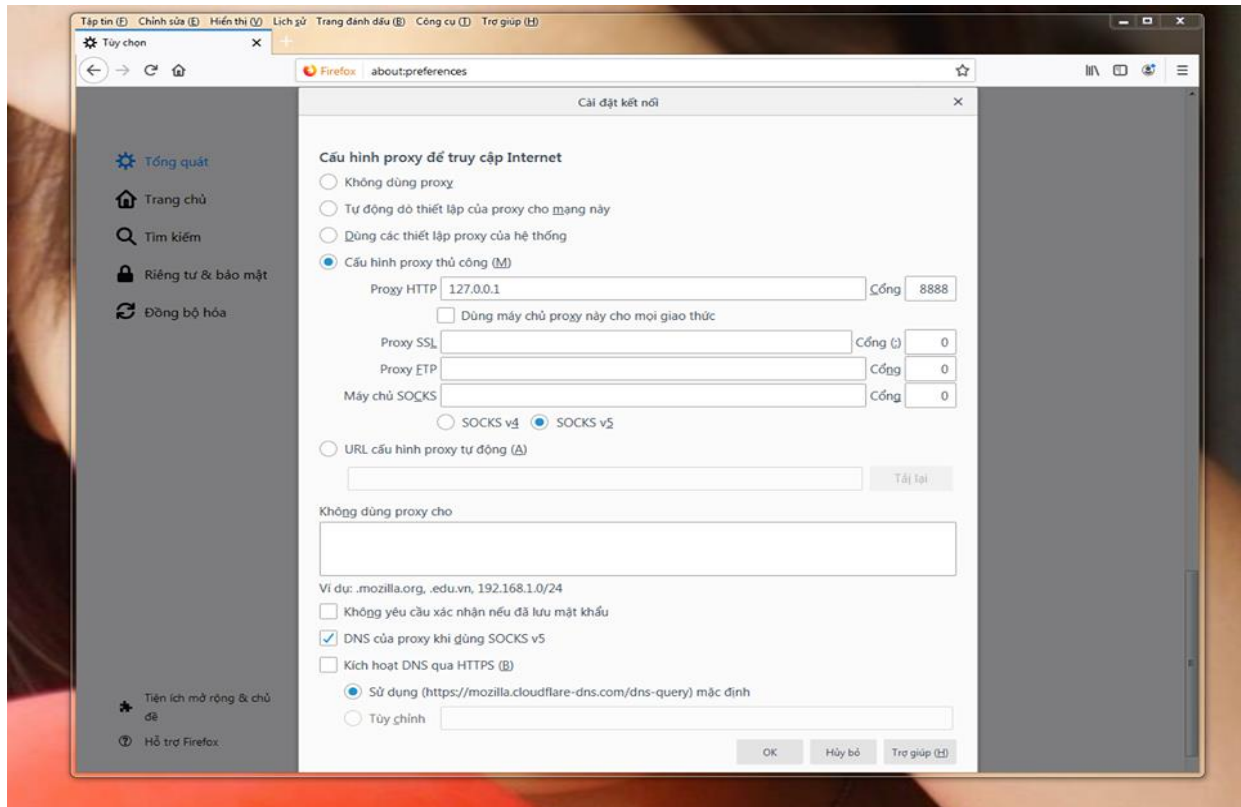 Tập tin (F) Chỉnh sửa (E) Hiển thị (V) Lịch sử Trang đánh dấu (B) Công cụ (T) Trợ giúp (H)
Tùy chọn
Firefox about:preferences
Cài đặt kết nối
Cấu hình proxy để truy cập Internet
Không dùng proxy
Tự động dò thiết lập của proxy cho mạng này
Dùng các thiết lập proxy của hệ thống
Cấu hình proxy thủ công (M)
Proxy HTTP 127.0.0.1 Cổng 8888
Dùng máy chủ proxy này cho mọi giao thức
Proxy SSL Cổng (;) 0
Proxy FTP Cổng 0
Máy chủ SOCKS Cổng 0
SOCKS v4 SOCKS v5
URL cấu hình proxy tự động (A)
Tải lại
Không dùng proxy cho
Ví dụ: .mozilla.org, .edu.vn, 192.168.1.0/24
Không yêu cầu xác nhận nếu đã lưu mật khẩu
DNS của proxy khi dùng SOCKS v5
Kích hoạt DNS qua HTTPS (B)
Sử dụng (https://mozilla.cloudflare-dns.com/dns-query) mặc định
Tùy chỉnh
OK Hủy bỏ Trợ giúp (H)
Tổng quát
Trang chủ
Tìm kiếm
Riêng tư & bảo mật
Đồng bộ hóa
Tiện ích mở rộng & chủ
đề
Hỗ trợ Firefox